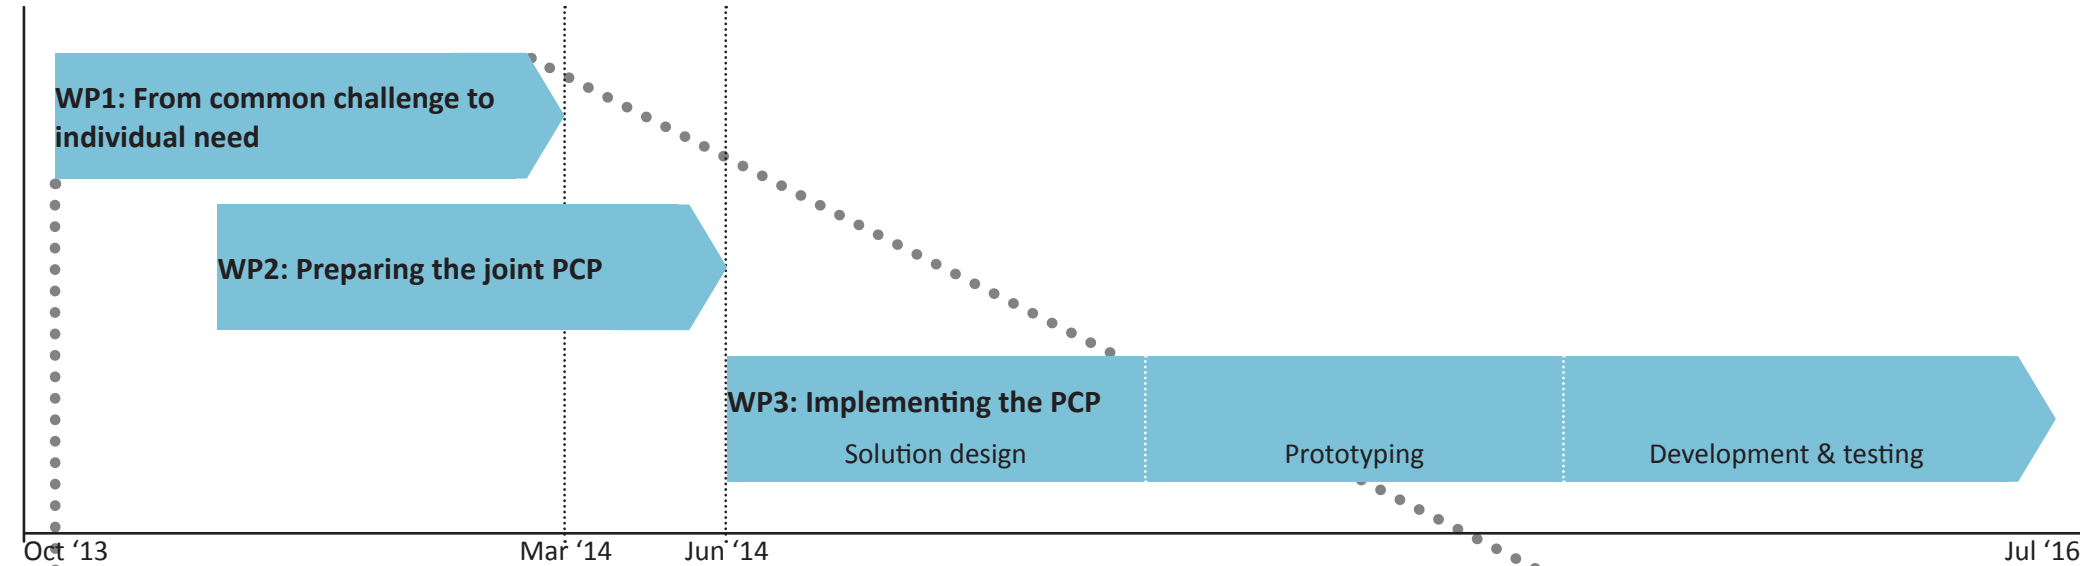 WP1: From common challenge to
individual need
WP2: Preparing the joint PCP
WP3: Implementing the PCP
Solution design
Prototyping
Development & testing
Oct ‘13
Mar ‘14
Jun ‘14
Jul ‘16